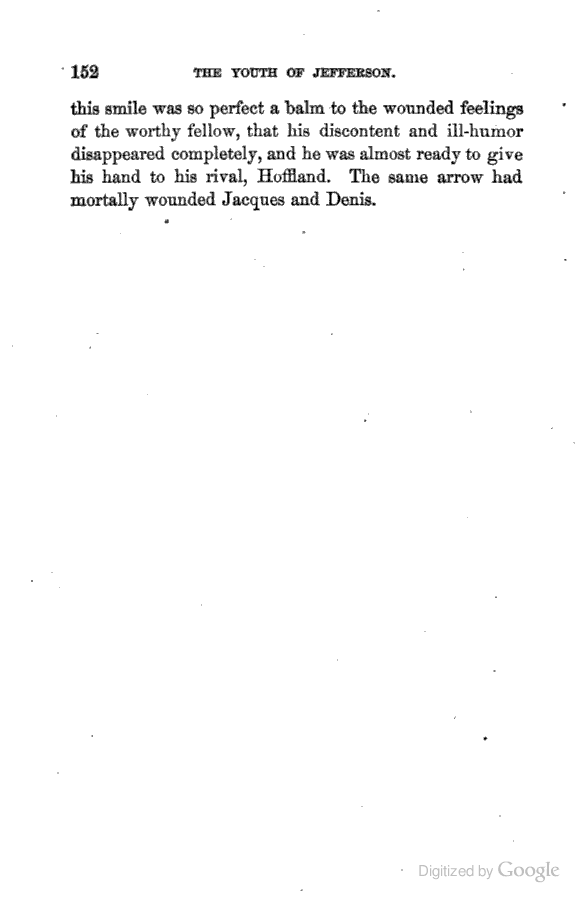 152 THE YOUTH OF JEFFERSON.
this smile was so perfect a balm to the wounded feelings
of the worthy fellow, that his discontent and ill-humor
disappeared completely, and he was almost ready to give
his hand to his rival, Hoffland. The same arrow had
mortally wounded Jacques and Denis.
Digitized by Google